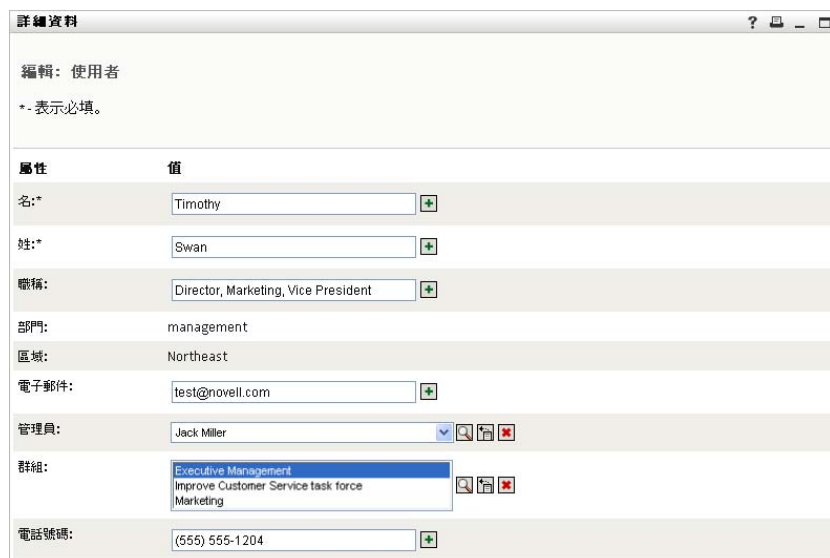 詳細資料
編輯: 使用者
*-表示必填。
屬性 值
名:* Timothy
姓:* Swan
職稱: Director, Marketing, Vice President
部門: management
區域: Northeast
電子郵件: test@novell.com
管理員: Jack Miller
群組: Executive Management
Improve Customer Service task force
Marketing
電話號碼: (555) 555-1204